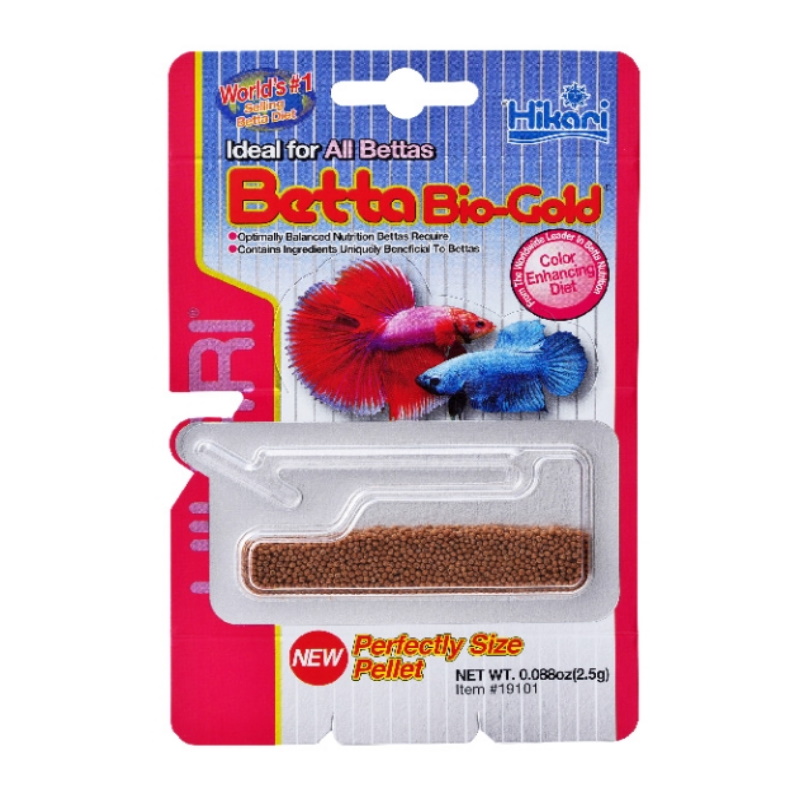 World's #1
Selling
Betta Diet
Hikari
Ideal for All Bettas
Betta Bio-Gold
Optimally Balanced Nutrition Bettas Require
Contains Ingredients Uniquely Beneficial To Bettas
From The Worldwide Leader in Betta Nutrition
Color
Enhancing
Diet
NEW
Perfectly Size
Pellet
NET WT. 0.088oz(2.5g)
Item #19101